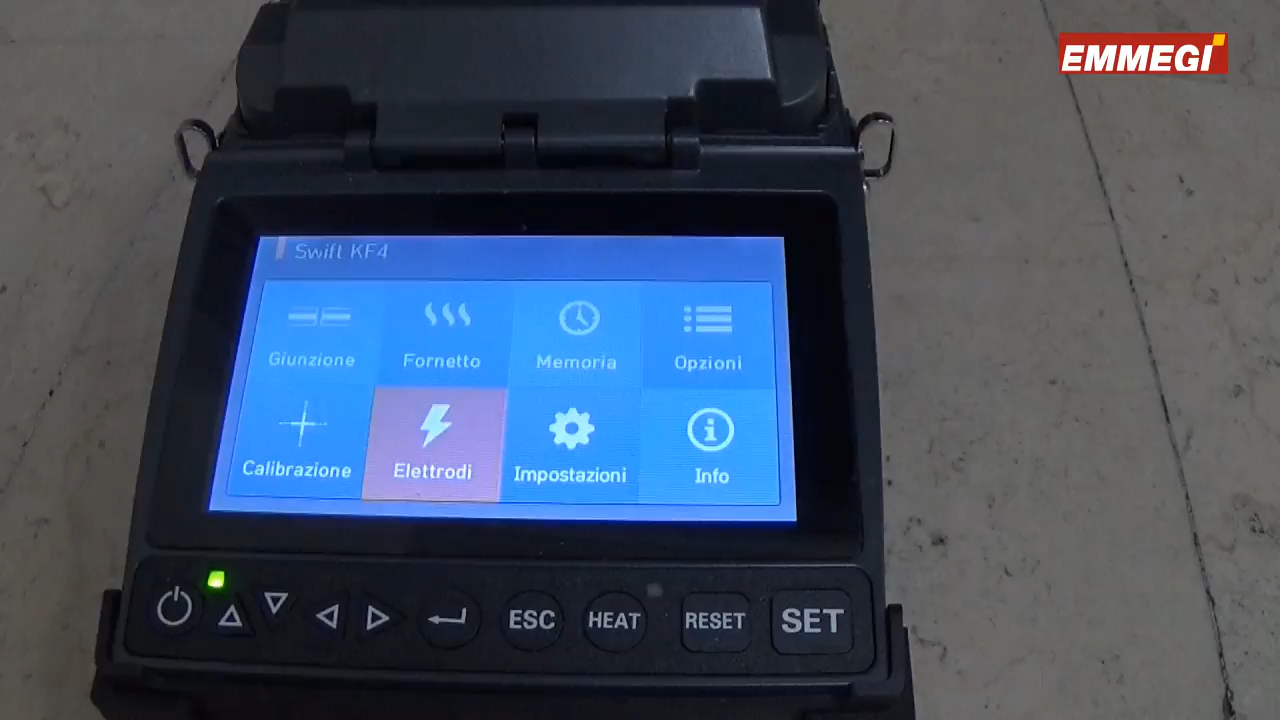 EMMEGI
Swift KF4
Giunzione
Fornetto
Memoria
Opzioni
Calibrazione
Elettrodi
Impostazioni
Info
ESC
HEAT
RESET
SET